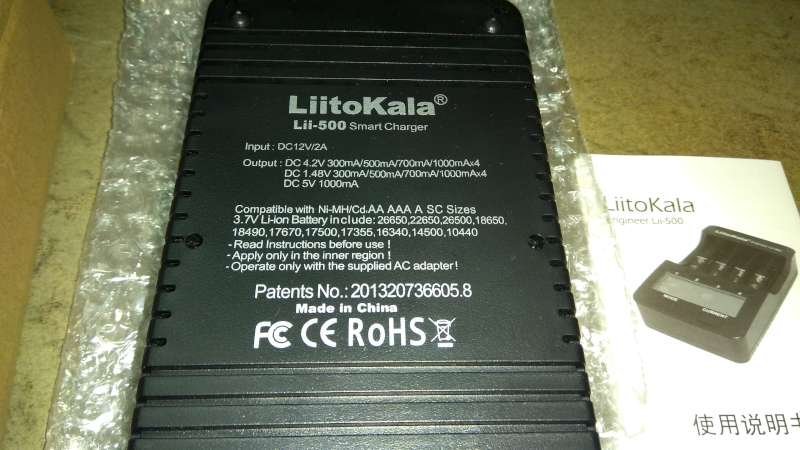 LiitoKala®
Lii-500 Smart Charger
Input : DC12V/2A
Output : DC 4.2V 300mA/500mA/700mA/1000mAx4
DC 1.48V 300mA/500mA/700mA/1000mAx4
DC 5V 1000mA
Compatible with Ni-MH/Cd.AA AAA A SC Sizes
3.7V Li-ion Battery include: 26650,22650,26500,18650,
18490,17670,17500,17355,16340,14500,10440
- Read Instructions before use !
- Apply only in the inner region !
- Operate only with the supplied AC adapter !
Patents No.: 201320736605.8
Made in China
FC CE RoHS
LiitoKala
Engineer Lii-500
MODE
CURRENT
使用说明书